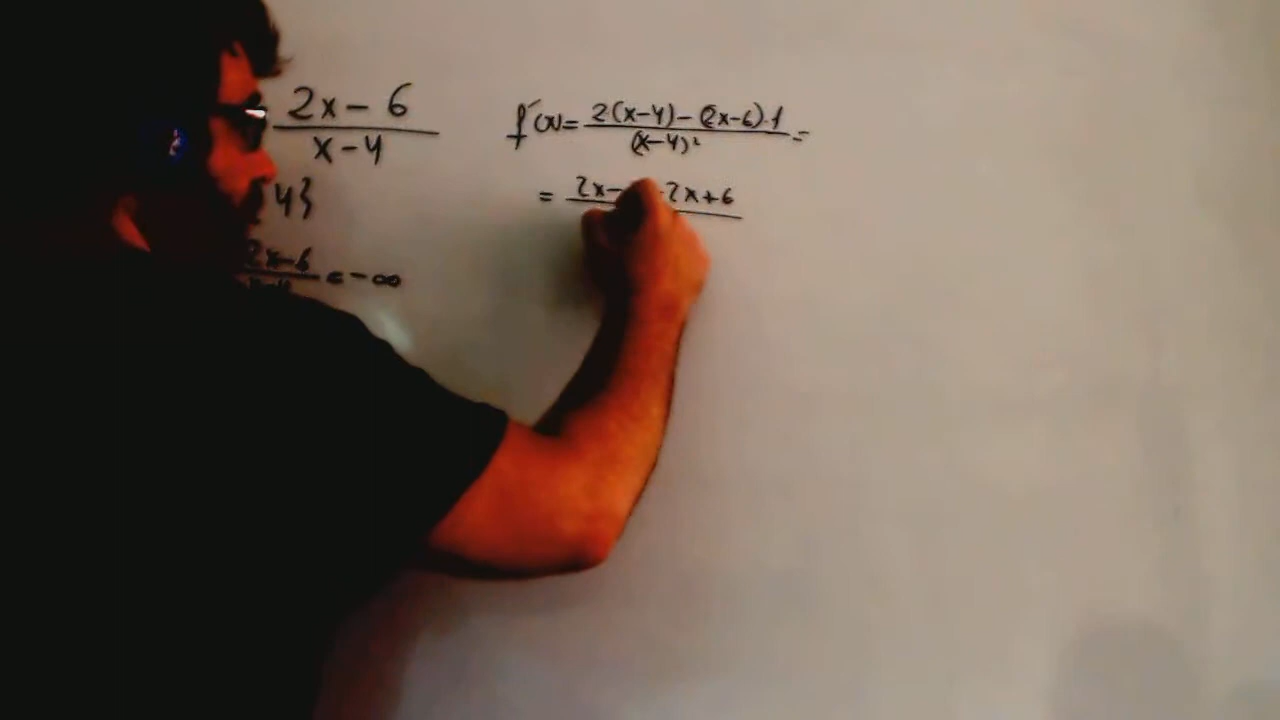 2x-6
x-4
f'(x)= 2(x-4)-(2x-6)·1 =
(x-4)²
4}
= 2x- -2x+6
2x-6 = -∞